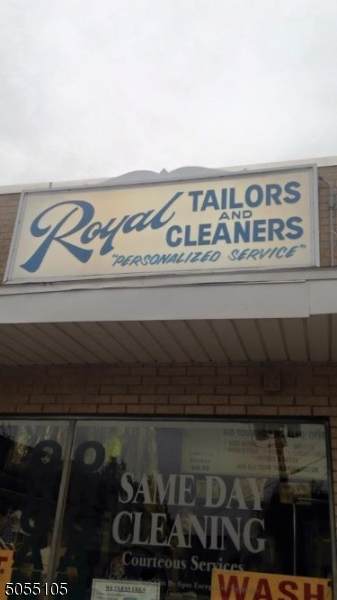 Royal TAILORS
AND
CLEANERS
"PERSONALIZED SERVICE"
SAME DAY
CLEANING
Courteous Services
WASH
5055105